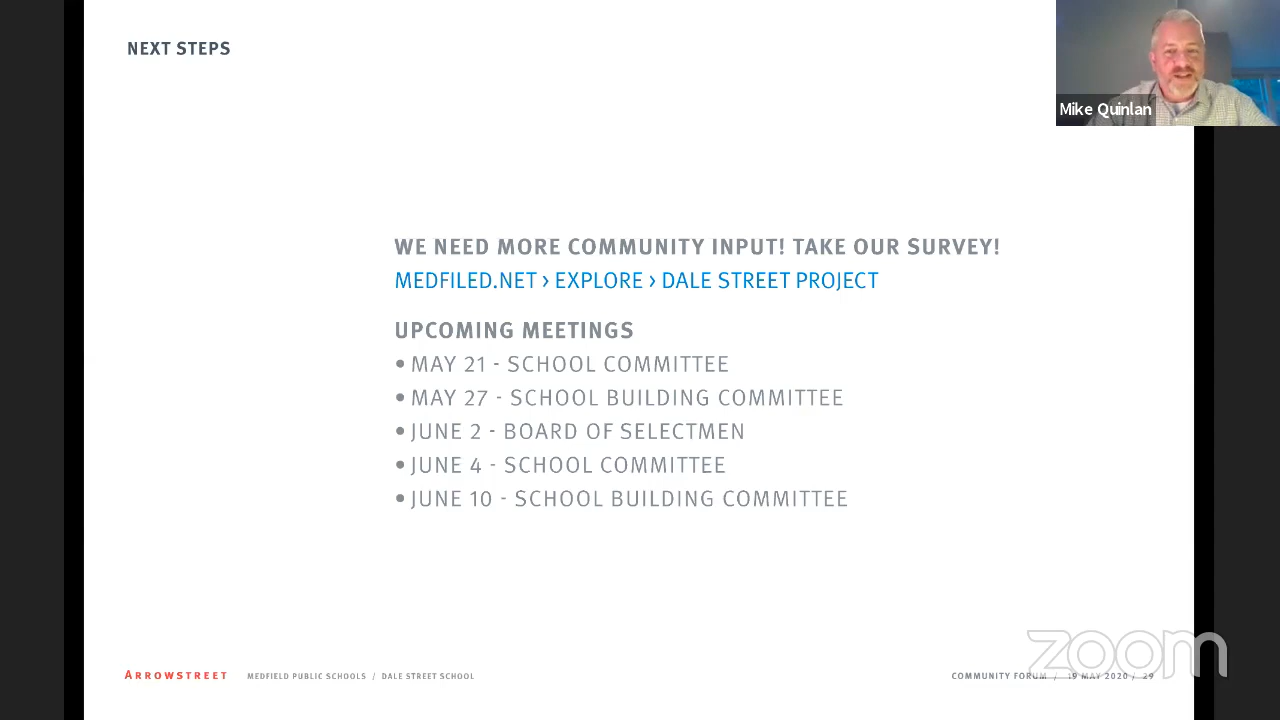 NEXT STEPS
Mike Quinlan
WE NEED MORE COMMUNITY INPUT! TAKE OUR SURVEY!
MEDFILED.NET › EXPLORE › DALE STREET PROJECT
UPCOMING MEETINGS
• MAY 21 - SCHOOL COMMITTEE
• MAY 27 - SCHOOL BUILDING COMMITTEE
• JUNE 2 - BOARD OF SELECTMEN
• JUNE 4 - SCHOOL COMMITTEE
• JUNE 10 - SCHOOL BUILDING COMMITTEE
zoom
ARROWSTREET MEDFIELD PUBLIC SCHOOLS / DALE STREET SCHOOL COMMUNITY FORUM / 19 MAY 2020 / 29